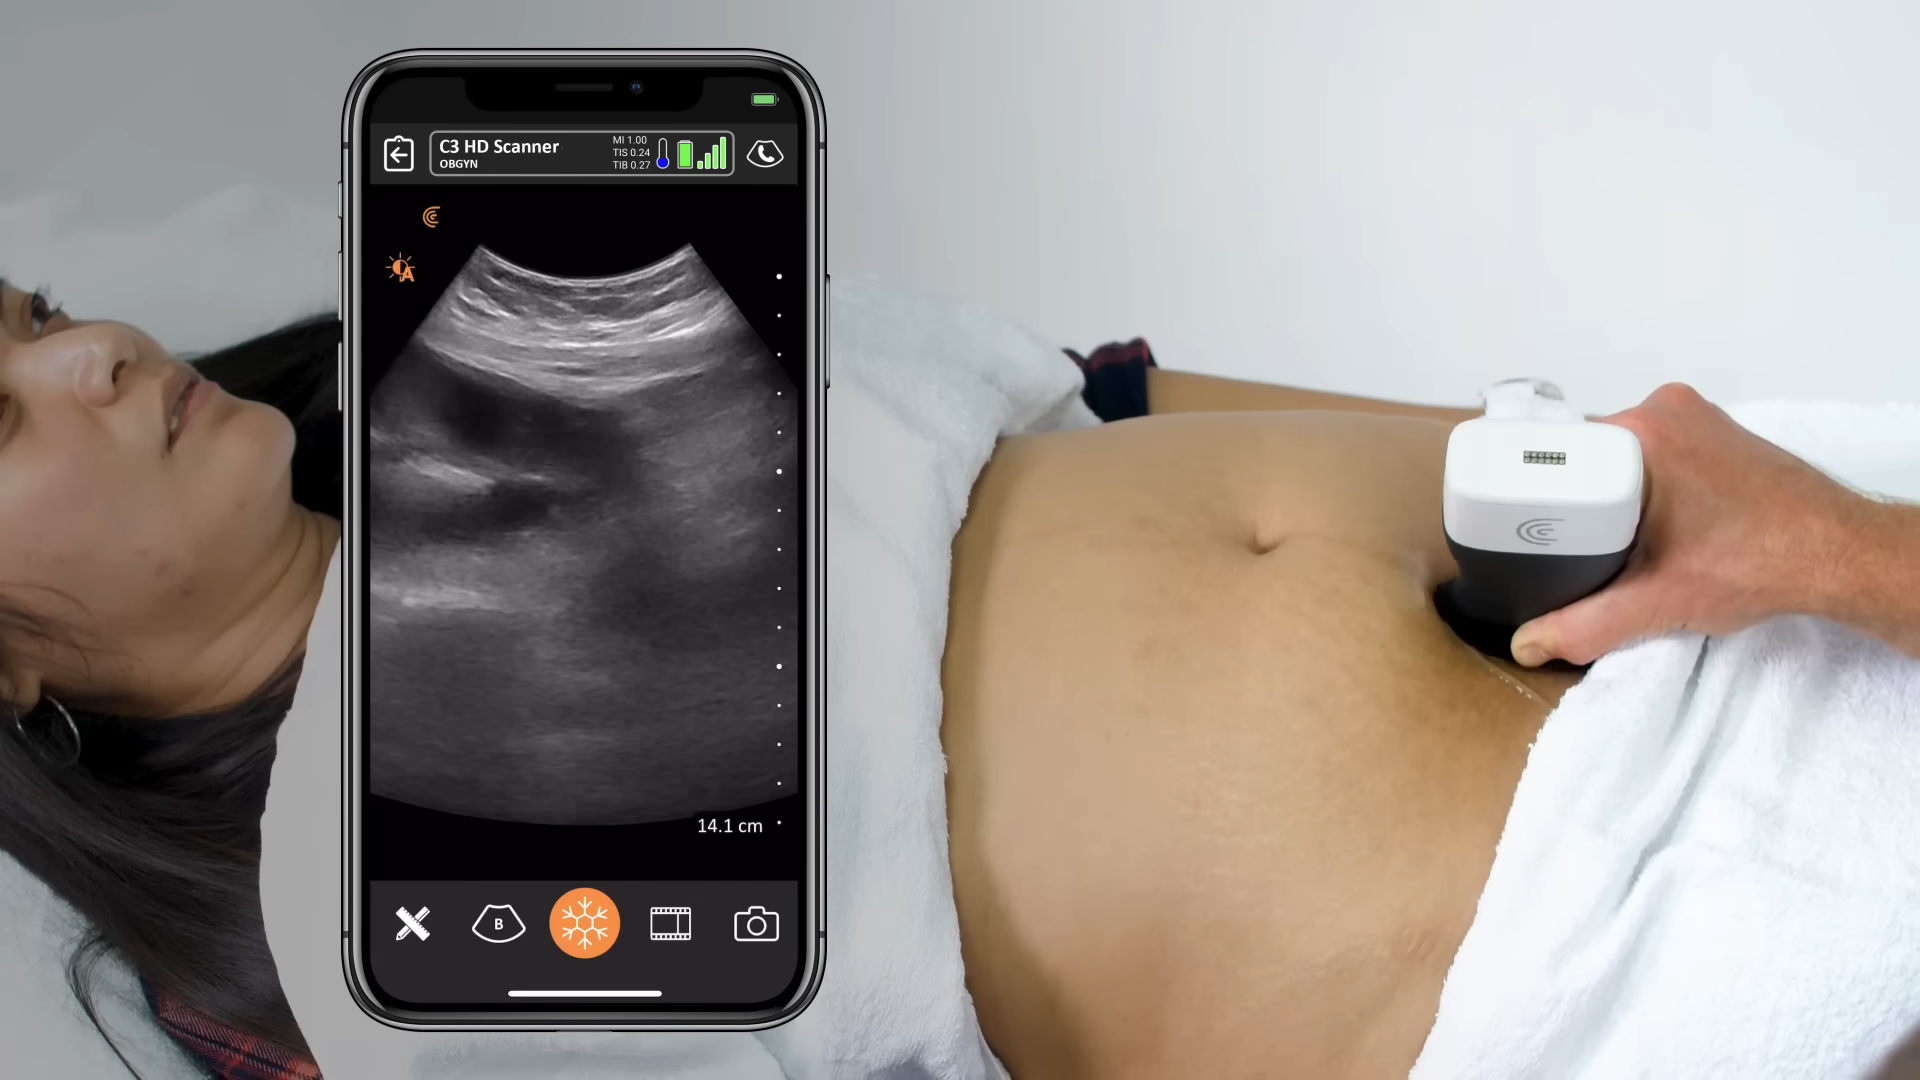 C3 HD Scanner
OBGYN
MI 1.00
TIS 0.24
TIB 0.27
A
14.1 cm
B